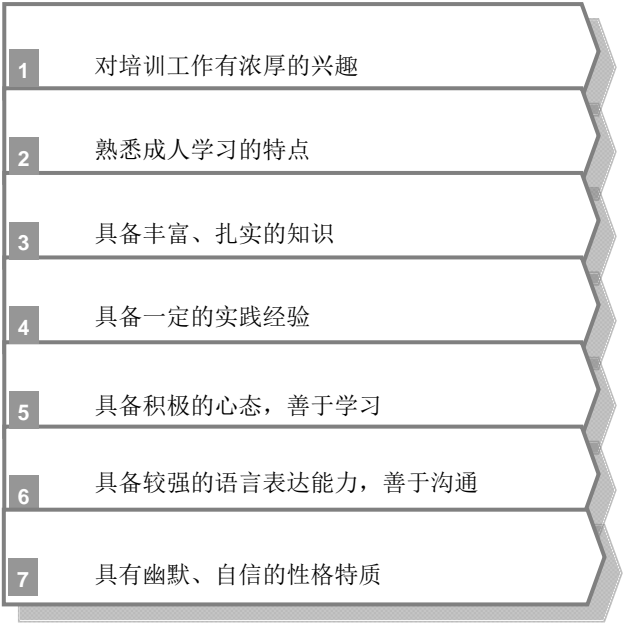 1 对培训工作有浓厚的兴趣
2 熟悉成人学习的特点
3 具备丰富、扎实的知识
4 具备一定的实践经验
5 具备积极的心态，善于学习
6 具备较强的语言表达能力，善于沟通
7 具有幽默、自信的性格特质